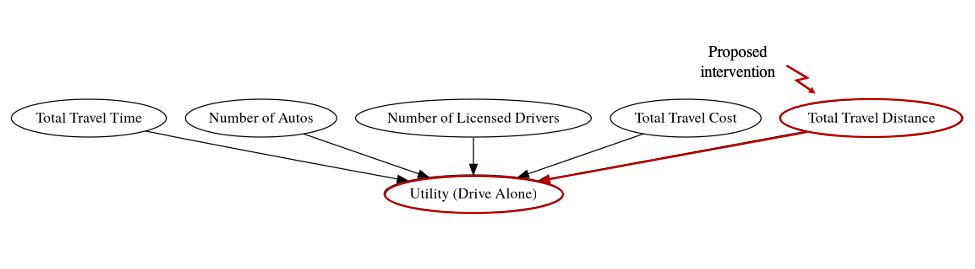 Proposed
intervention
Total Travel Time
Number of Autos
Number of Licensed Drivers
Total Travel Cost
Total Travel Distance
Utility (Drive Alone)